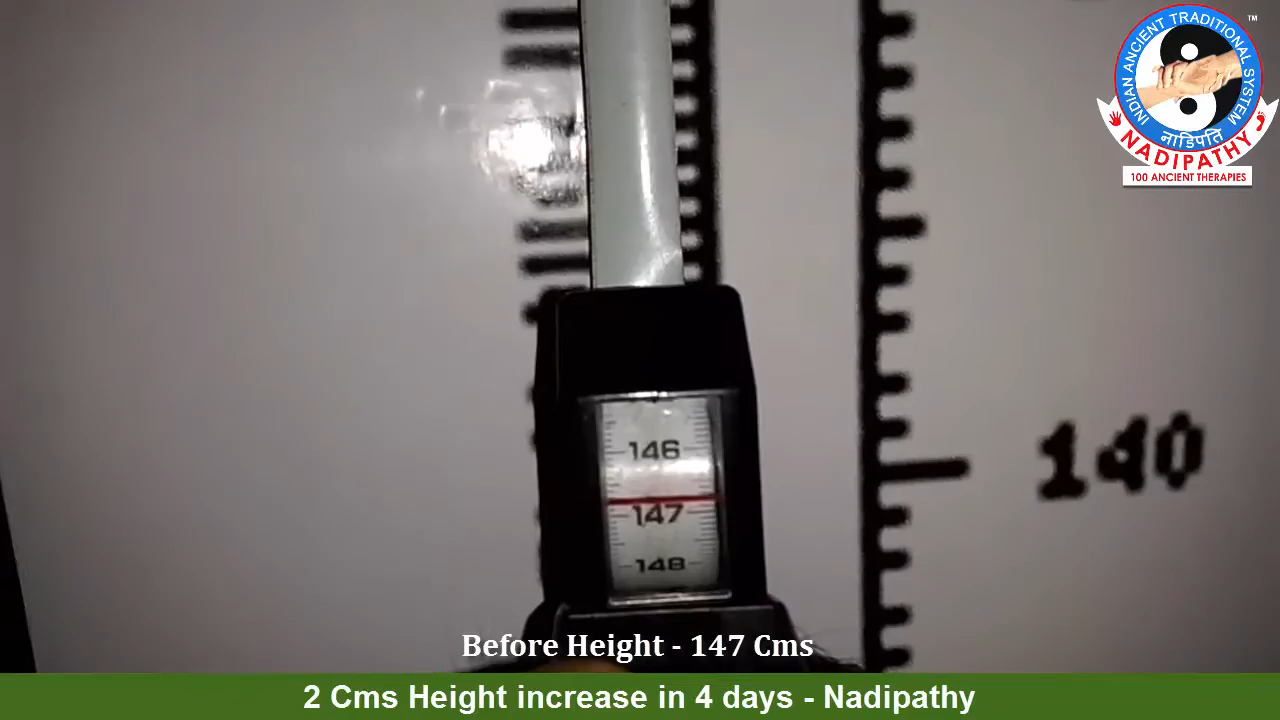 INDIAN ANCIENT TRADITIONAL SYSTEM
TM
नाडिपति
NADIPATHY
100 ANCIENT THERAPIES
146
147
148
140
Before Height - 147 Cms
2 Cms Height increase in 4 days - Nadipathy